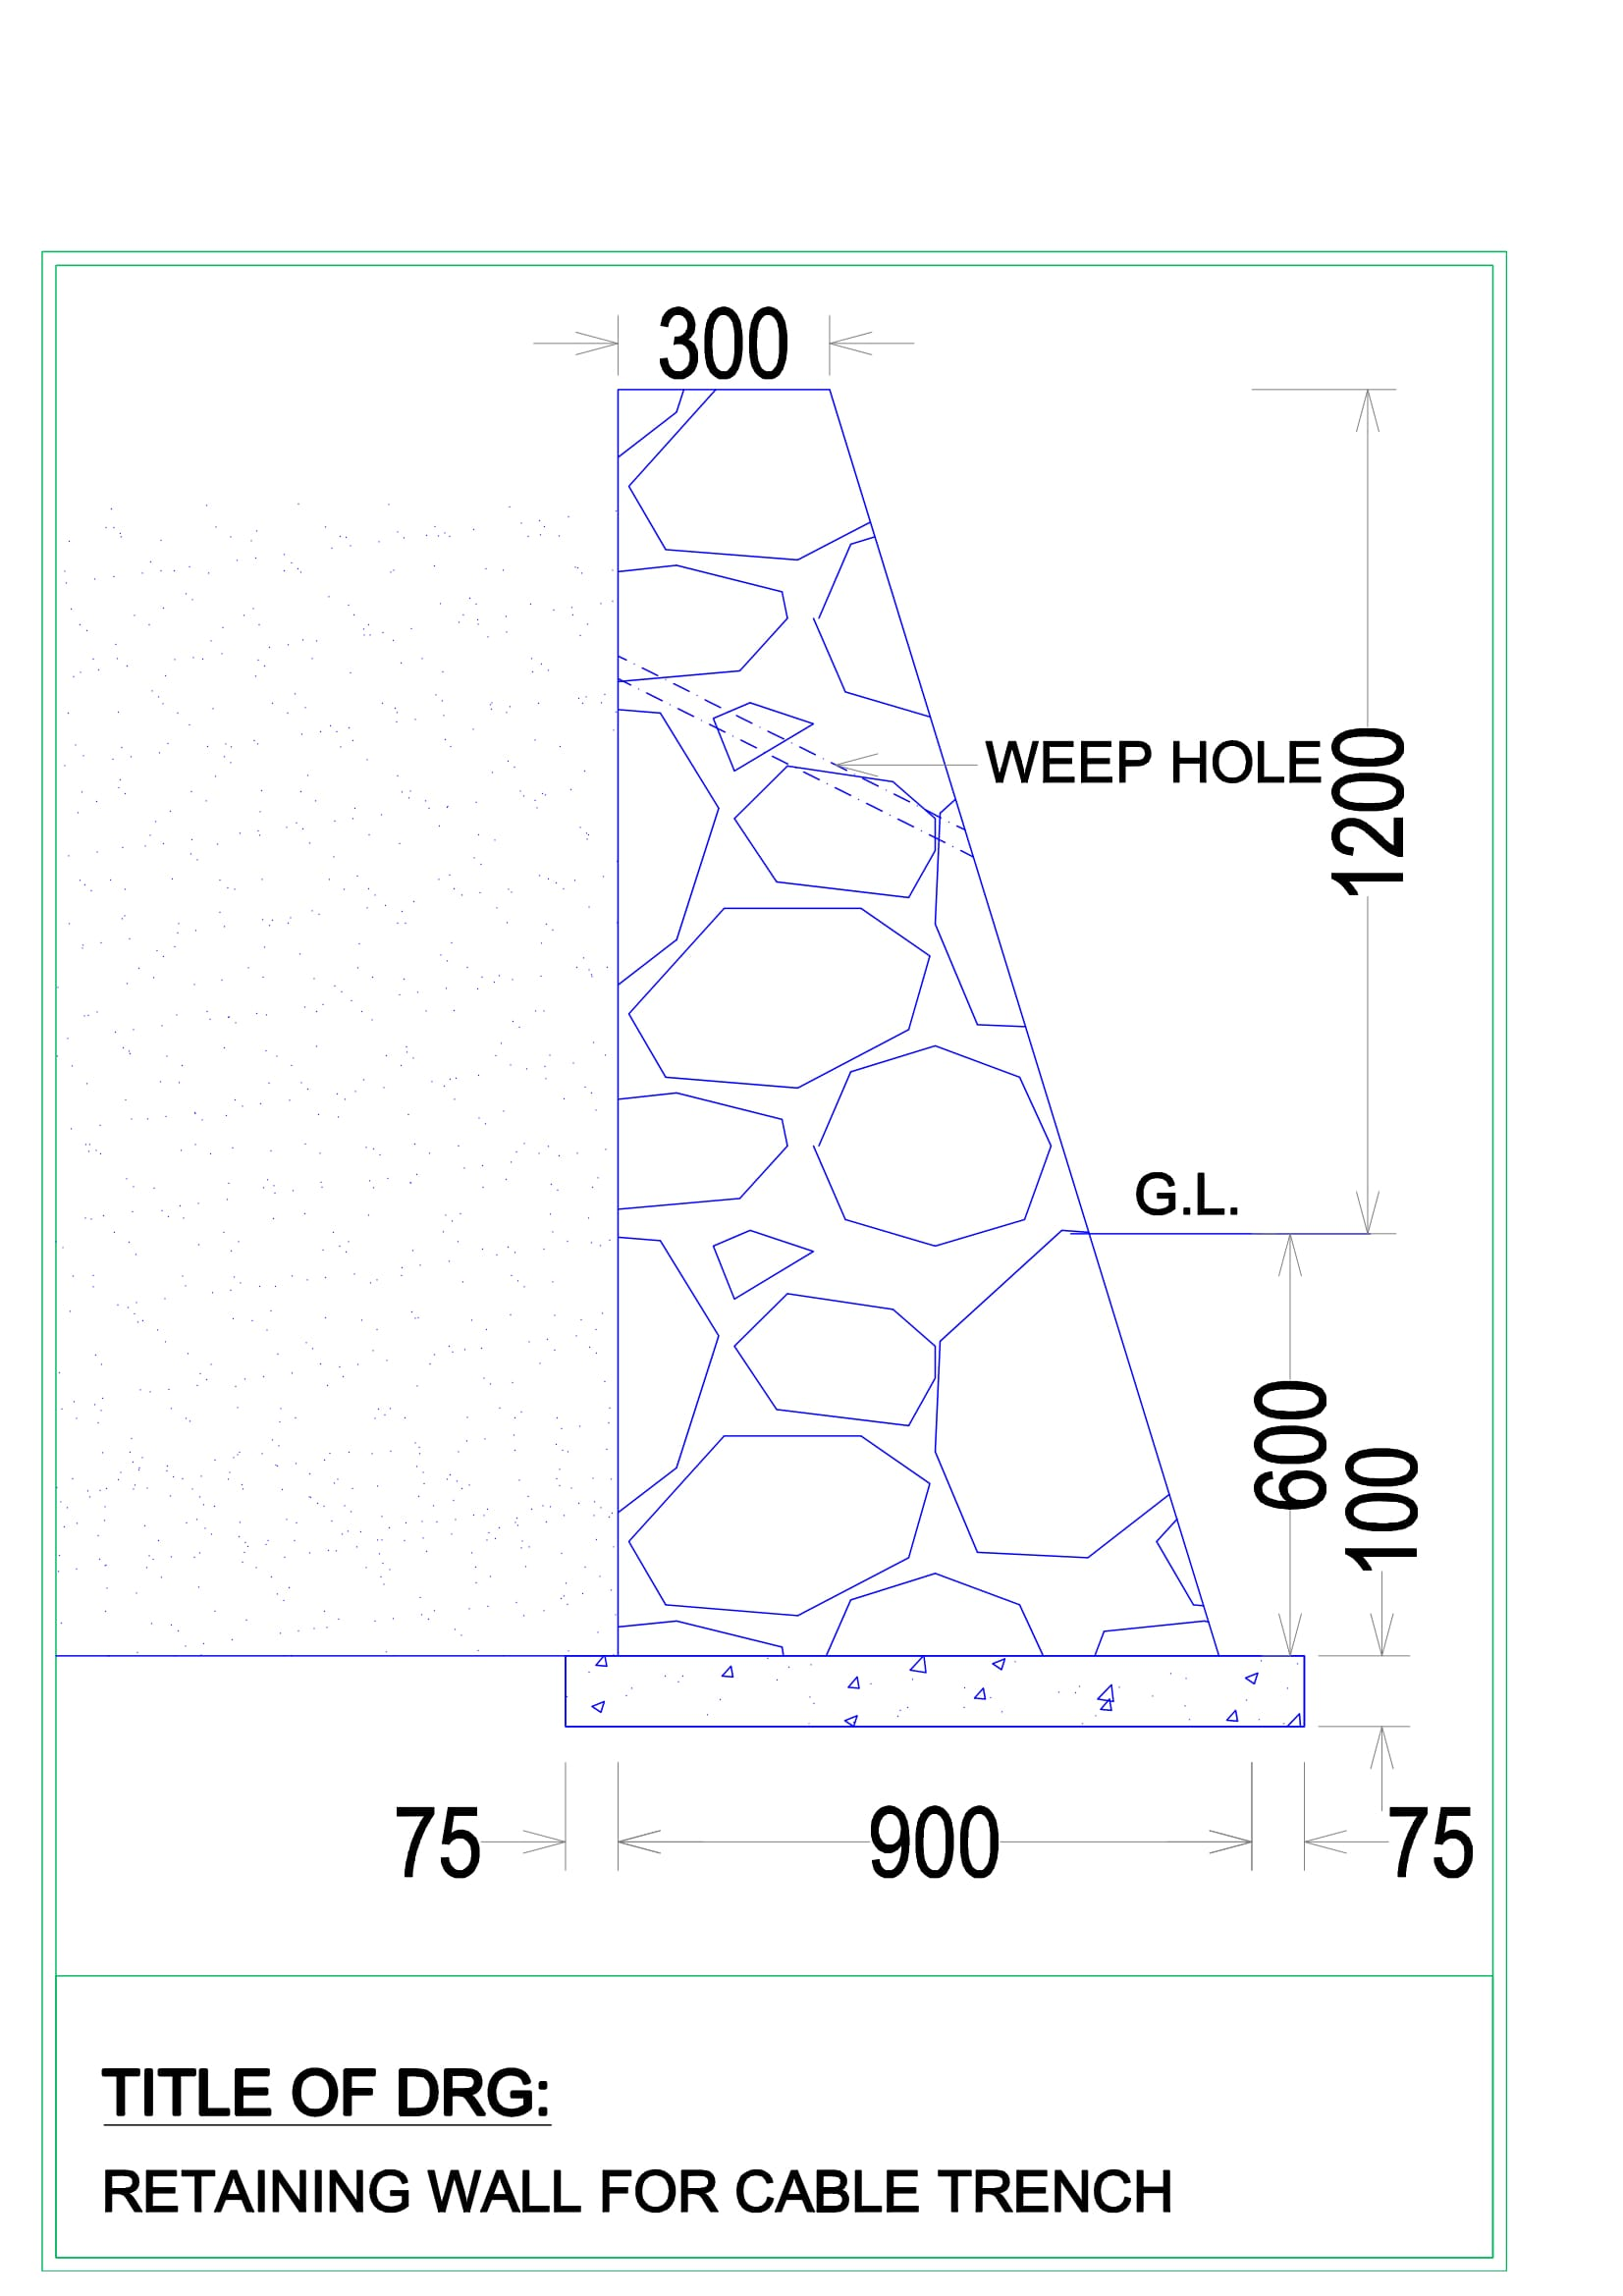 300
WEEP HOLE
1200
G.L.
600
100
75
900
75
TITLE OF DRG:
RETAINING WALL FOR CABLE TRENCH